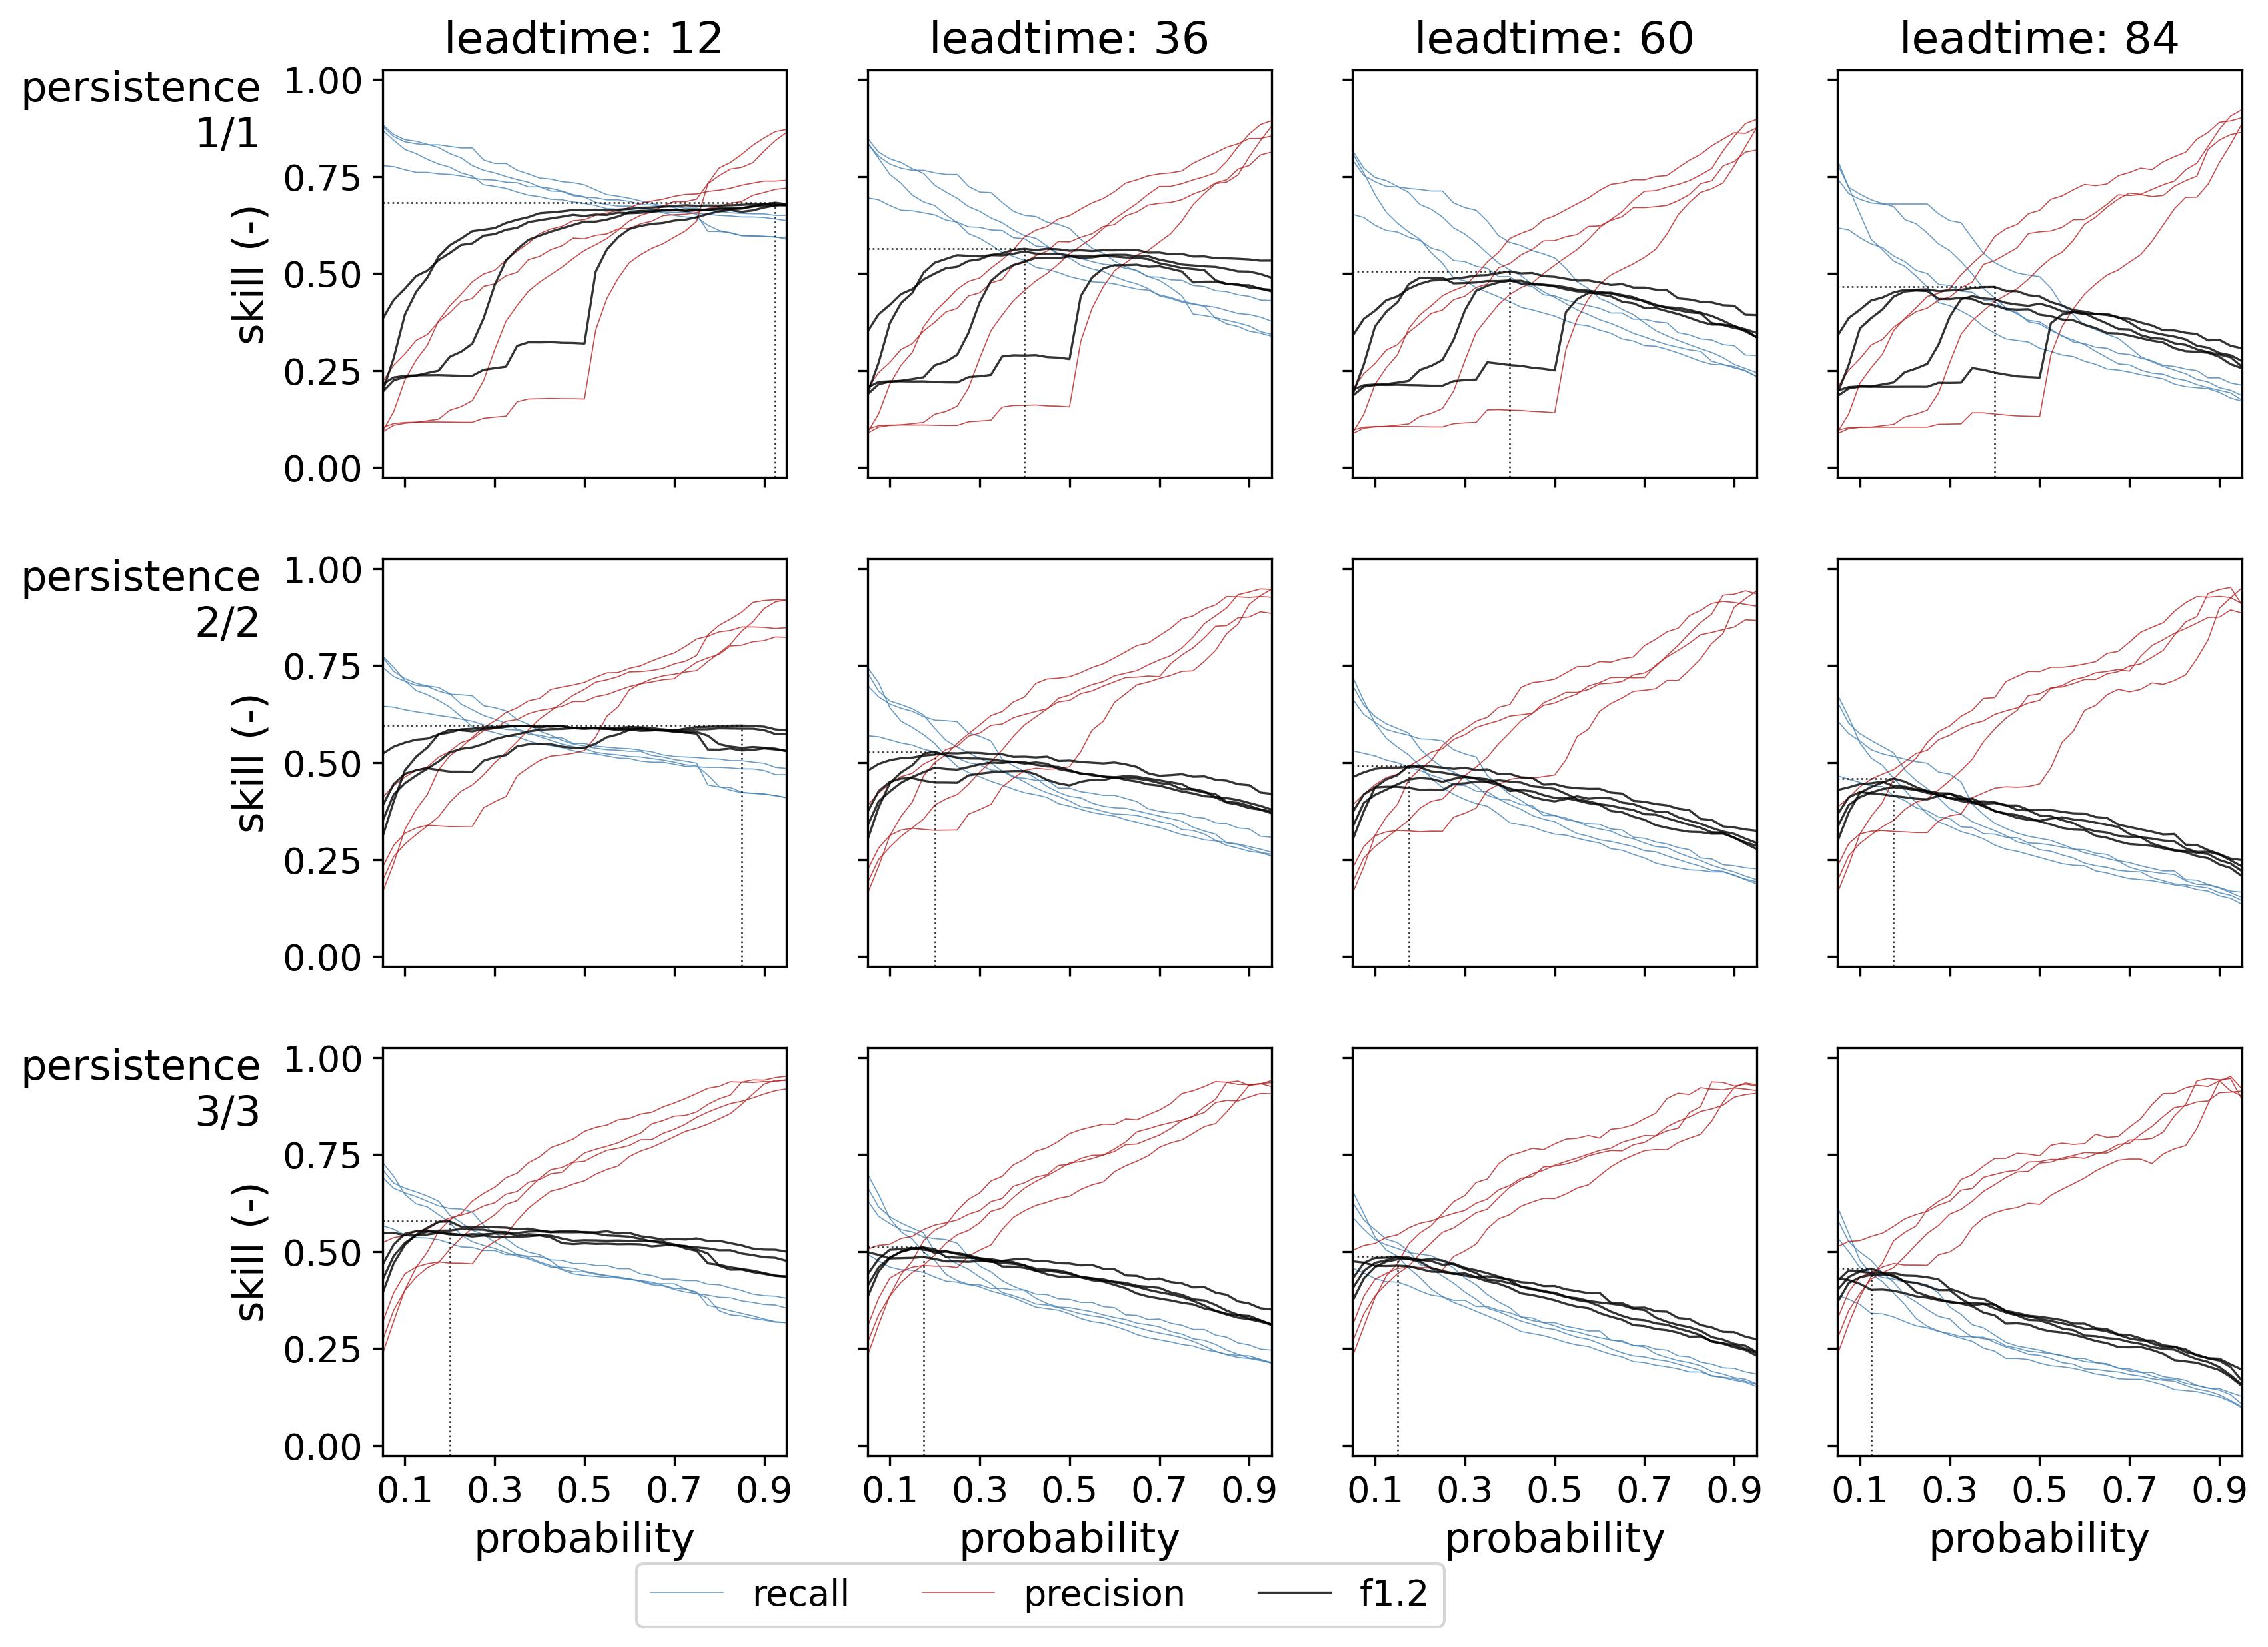 leadtime: 12 leadtime: 36 leadtime: 60 leadtime: 84
persistence
1/1
1.00
0.75
0.50
0.25
0.00
skill (-)
persistence
2/2
1.00
0.75
0.50
0.25
0.00
skill (-)
persistence
3/3
1.00
0.75
0.50
0.25
0.00
skill (-)
0.1 0.3 0.5 0.7 0.9 0.1 0.3 0.5 0.7 0.9 0.1 0.3 0.5 0.7 0.9 0.1 0.3 0.5 0.7 0.9
probability probability probability probability
recall precision f1.2